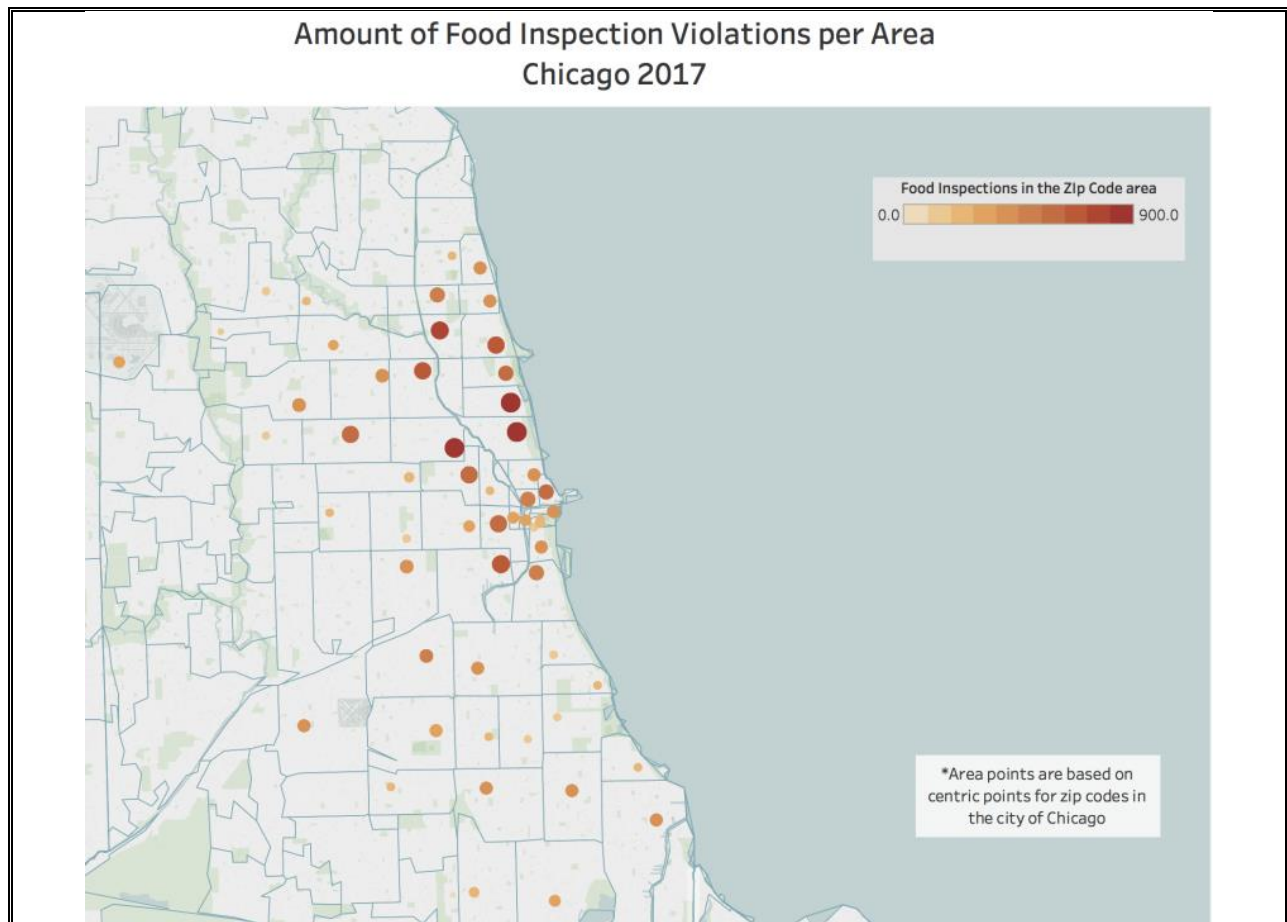 Amount of Food Inspection Violations per Area
Chicago 2017
Food Inspections in the ZIp Code area
0.0 900.0
*Area points are based on
centric points for zip codes in
the city of Chicago